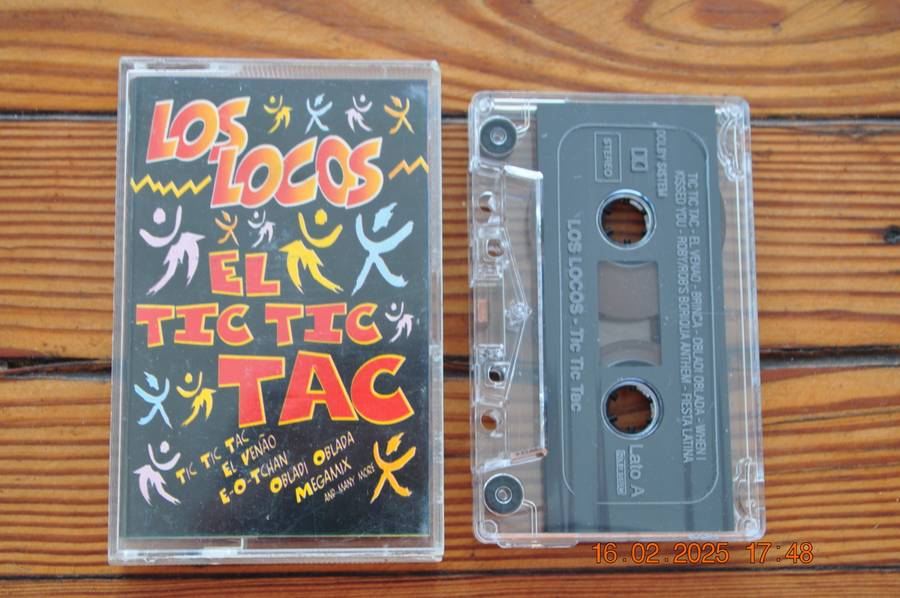 LOS
LOCOS
EL
TIC TIC
TAC
TIC TIC TAC
EL VENÃO
E-O-TCHAN
OBLADI OBLADA
MEGAMIX
AND MANY MORE
TIC TIC TAC - EL VENAO - BRINCA - OBLADI OBLADA - WHEN I
KISSED YOU - ROBYROB'S BORIQUA ANTHEM - FIESTA LATINA
DOLBY SYSTEM
STEREO
LOS LOCOS - Tic Tic Tac
Lato A
16.02.2025 17:48